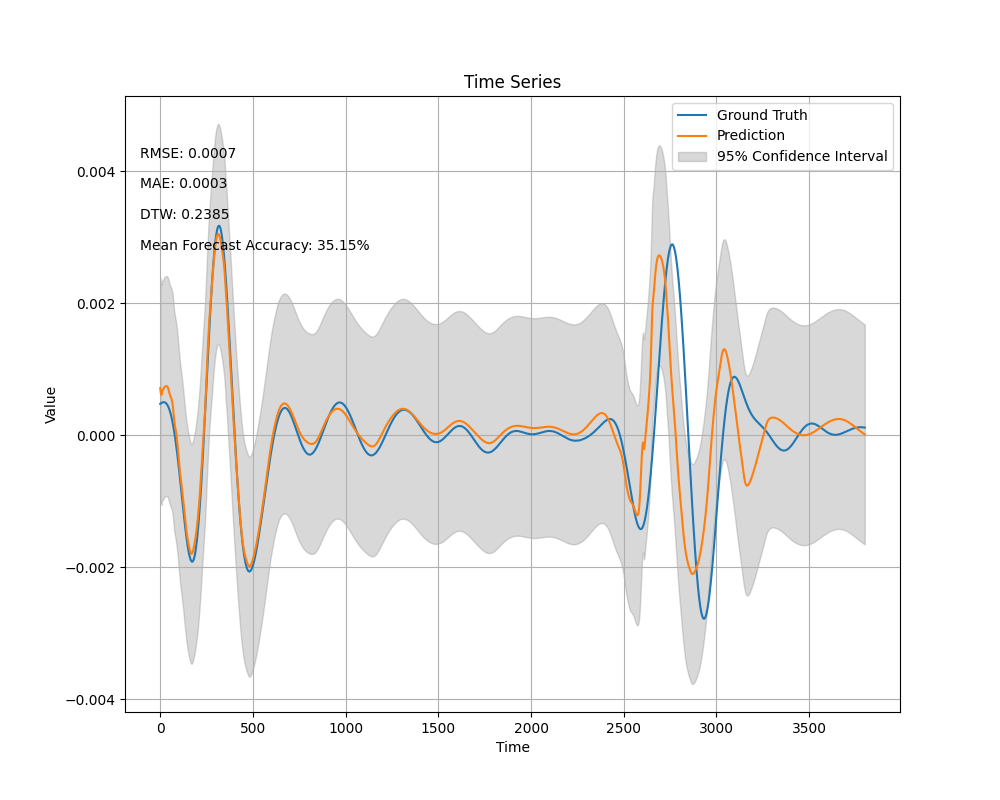 Time Series
Ground Truth
Prediction
95% Confidence Interval
RMSE: 0.0007
MAE: 0.0003
DTW: 0.2385
Mean Forecast Accuracy: 35.15%
Value
0.004
0.002
0.000
−0.002
−0.004
0 500 1000 1500 2000 2500 3000 3500
Time